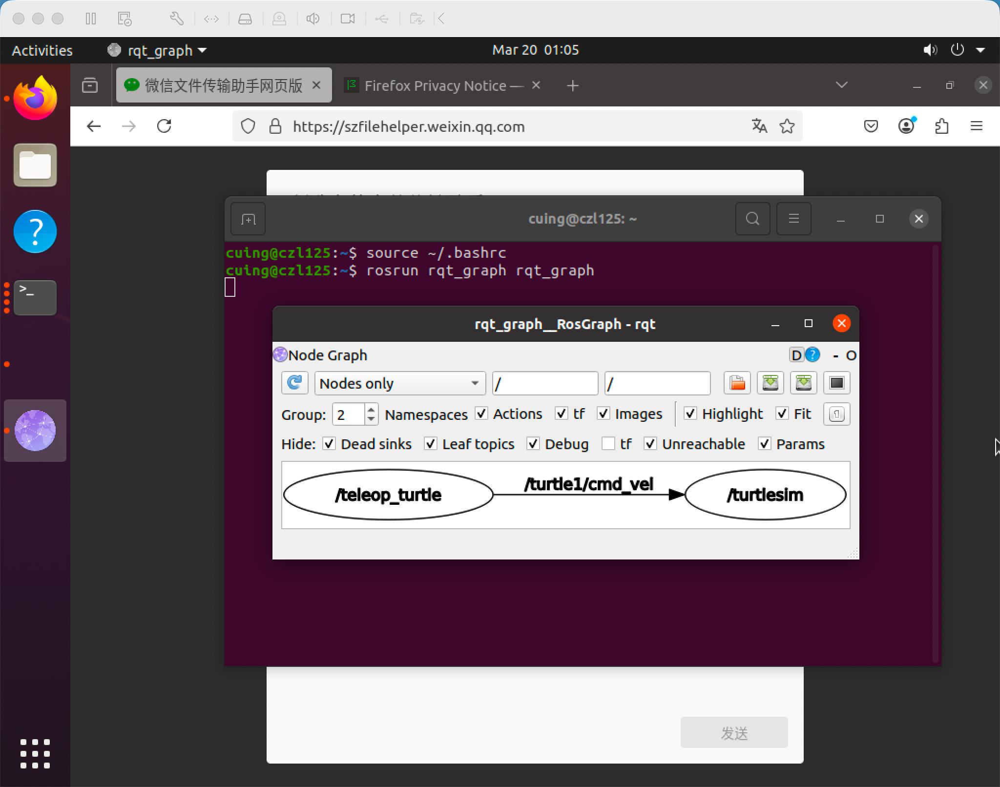 Activities
rqt_graph
Mar 20 01:05
微信文件传输助手网页版
Firefox Privacy Notice —
https://szfilehelper.weixin.qq.com
cuing@czl125: ~
cuing@czl125:~$ source ~/.bashrc
cuing@czl125:~$ rosrun rqt_graph rqt_graph
rqt_graph__RosGraph - rqt
Node Graph
D ? - O
Nodes only / /
Group: 2 Namespaces Actions tf Images Highlight Fit 1
Hide: Dead sinks Leaf topics Debug tf Unreachable Params
/teleop_turtle /turtle1/cmd_vel /turtlesim
发送